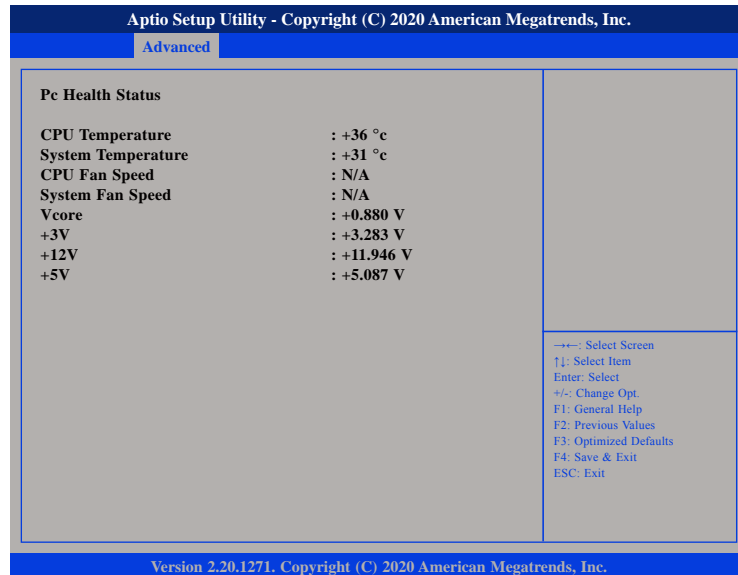 Aptio Setup Utility - Copyright (C) 2020 American Megatrends, Inc.
Advanced
Pc Health Status
CPU Temperature : +36 °c
System Temperature : +31 °c
CPU Fan Speed : N/A
System Fan Speed : N/A
Vcore : +0.880 V
+3V : +3.283 V
+12V : +11.946 V
+5V : +5.087 V
→←: Select Screen
↑↓: Select Item
Enter: Select
+/-: Change Opt.
F1: General Help
F2: Previous Values
F3: Optimized Defaults
F4: Save & Exit
ESC: Exit
Version 2.20.1271. Copyright (C) 2020 American Megatrends, Inc.